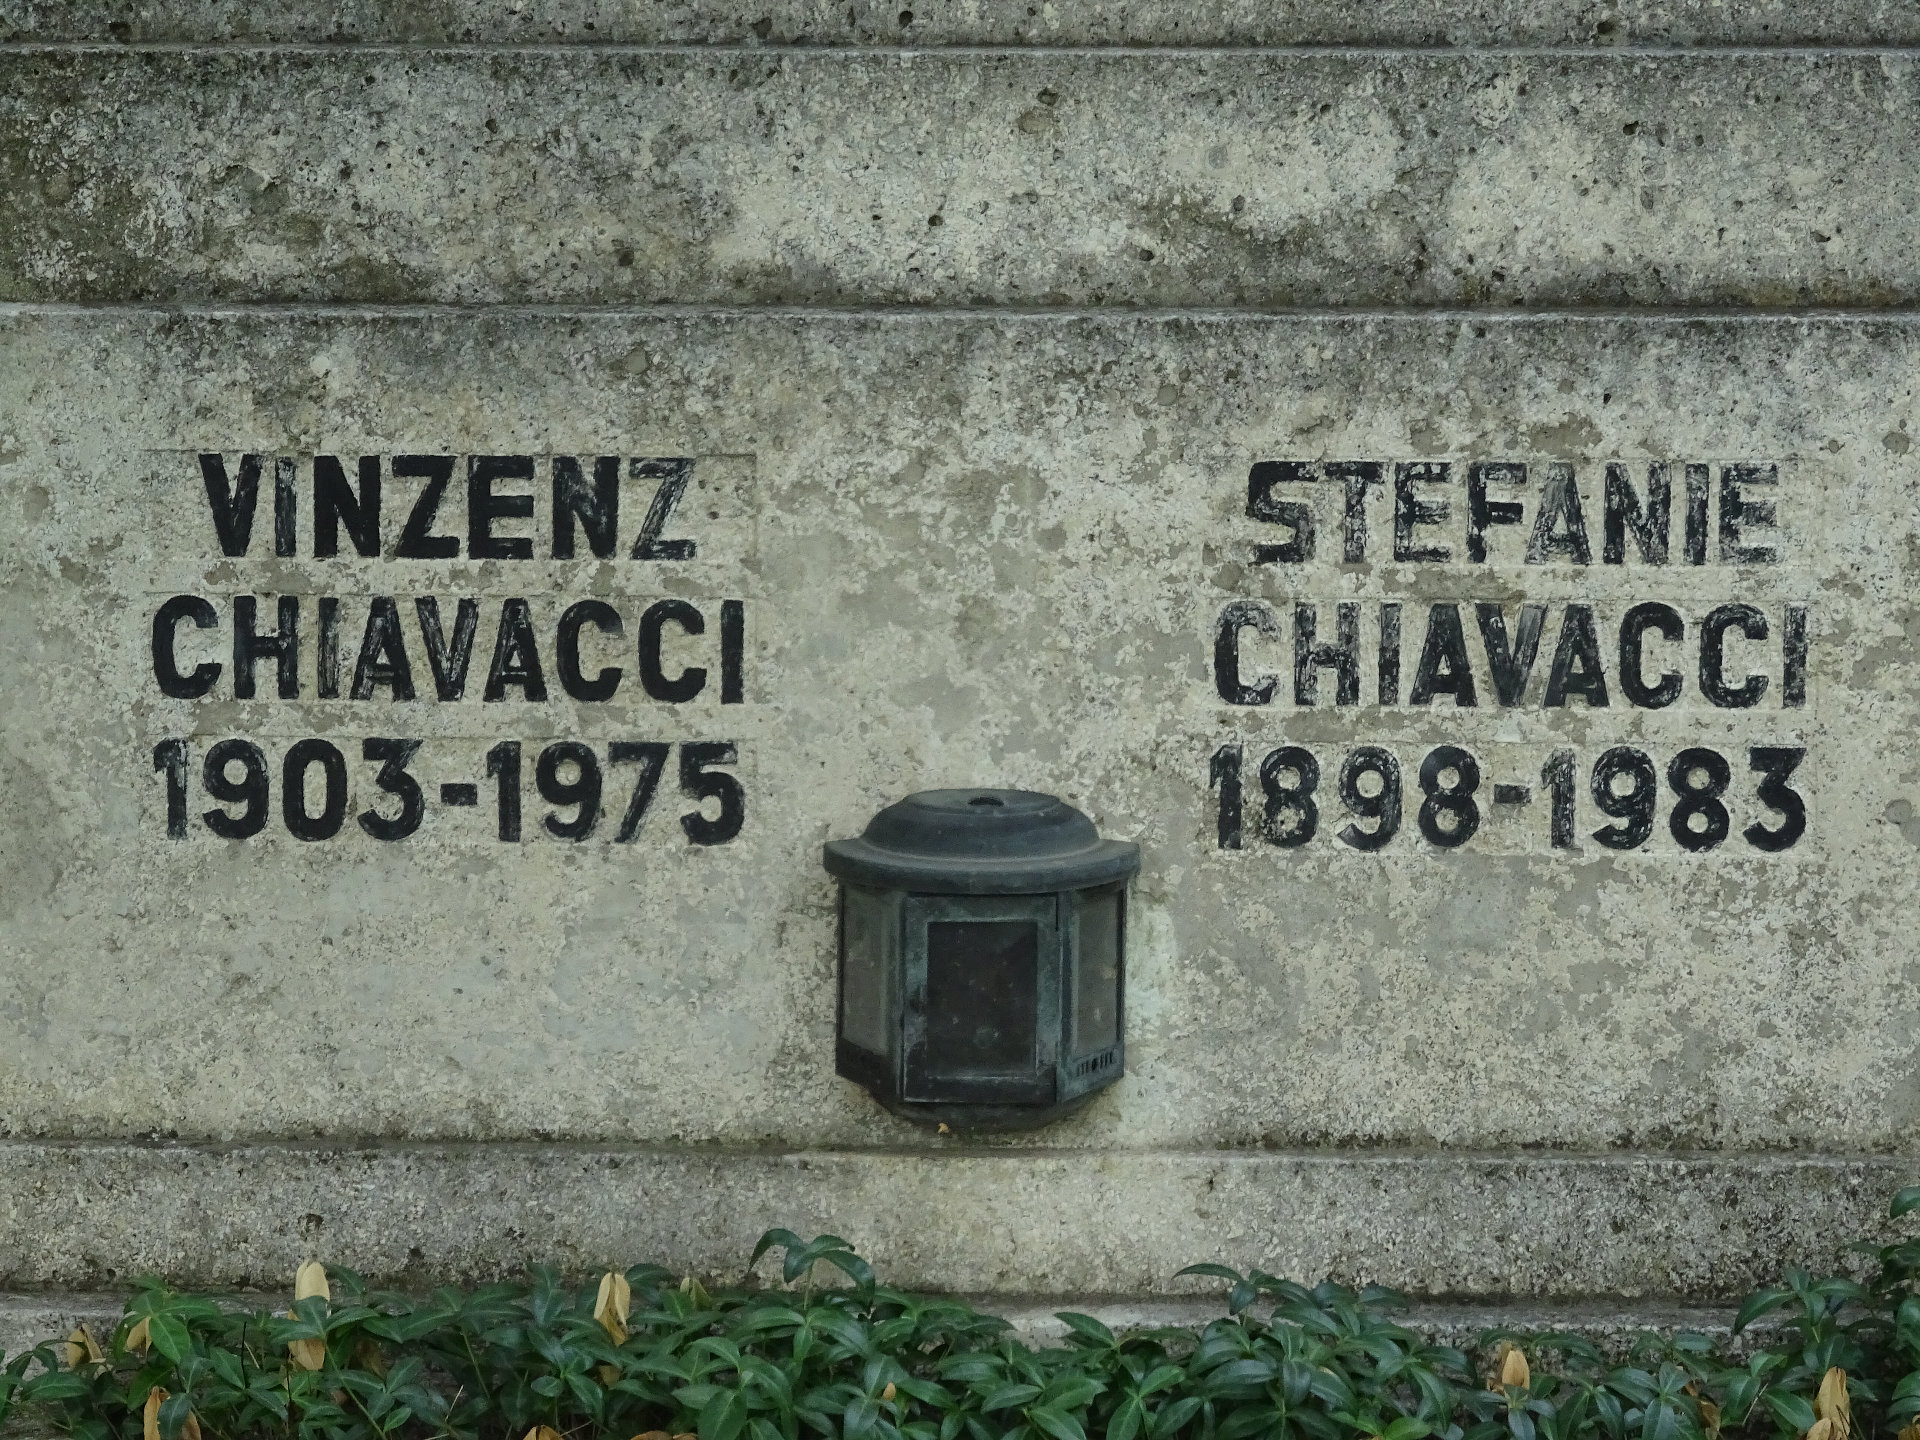 VINZENZ
CHIAVACCI
1903-1975
STEFANIE
CHIAVACCI
1898-1983